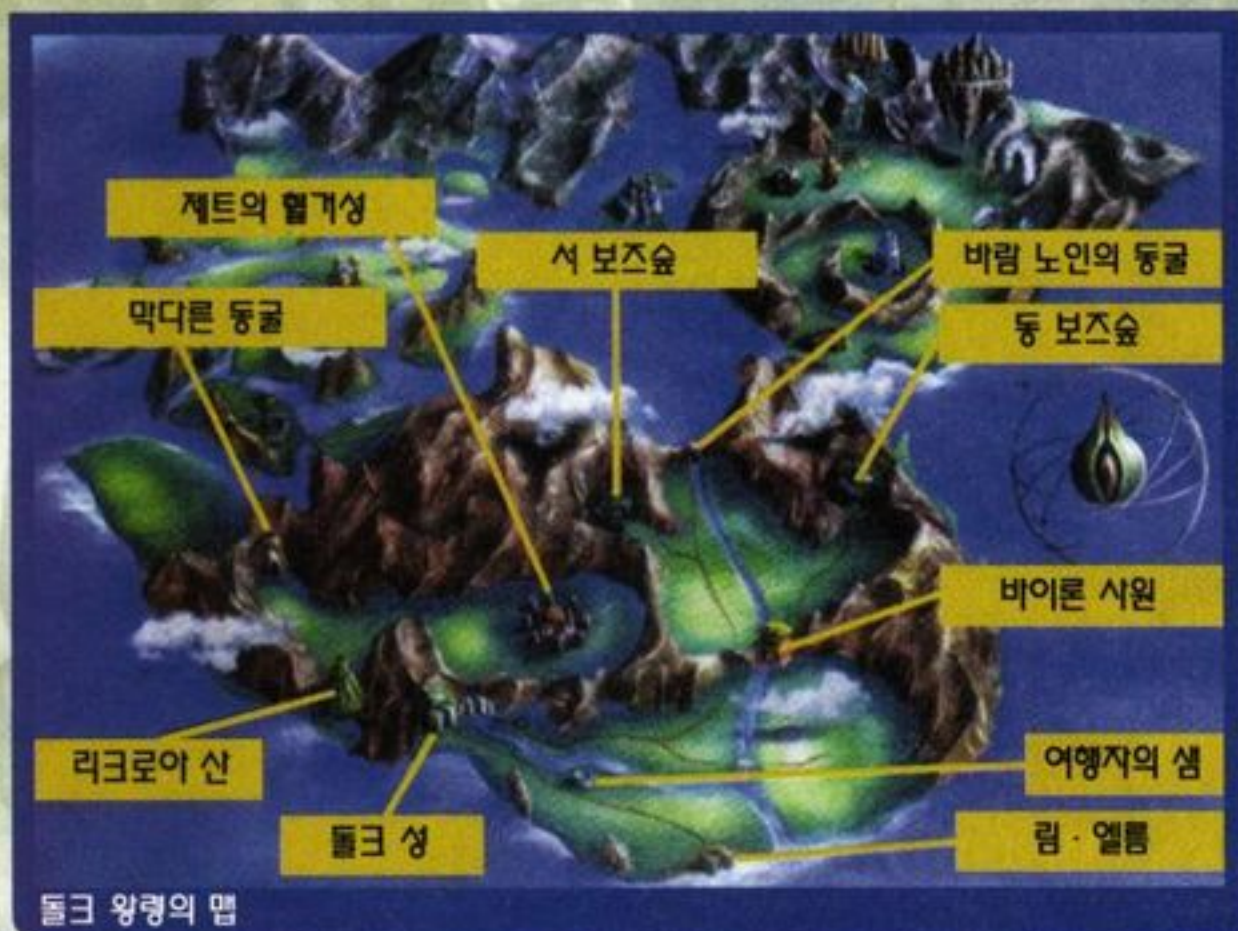 제트의 혈거성
서 보즈숲
바람 노인의 동굴
막다른 동굴
동 보즈숲
바이론 사원
리크로아 산
여행자의 샘
돌크 성
림 · 엘름
돌크 왕령의 맵